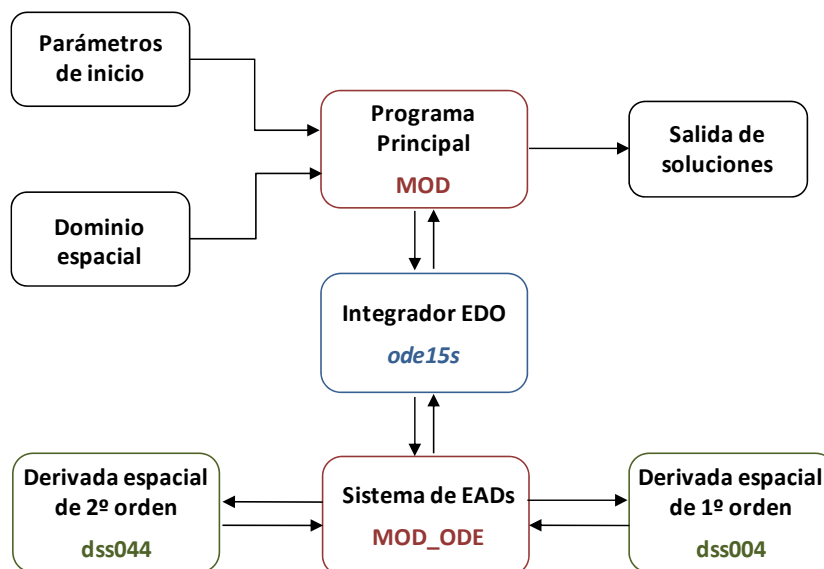 Parámetros
de inicio
Programa
Principal
MOD
Salida de
soluciones
Dominio
espacial
Integrador EDO
ode15s
Derivada espacial
de 2º orden
dss044
Sistema de EADs
MOD_ODE
Derivada espacial
de 1º orden
dss004